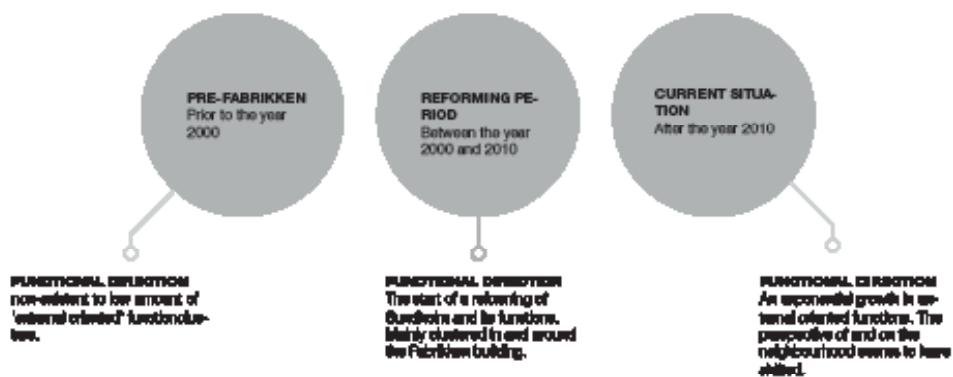 PRE-FABRIKKEN
Prior to the year
2000
REFORMING PE-
RIOD
Between the year
2000 and 2010
CURRENT SITUA-
TION
After the year 2010
FUNCTIONAL DIRECTION
non-existent to low amount of
"external oriented"
FUNCTIONAL DIRECTION
The start of a reforming of
Sundholm and its functions.
Mainly clustered in and around
the Fabrikken building.
FUNCTIONAL DIRECTION
An exponential growth in ex-
ternal oriented functions. The
perspective of and on the
neighbourhood seems to have
shifted.